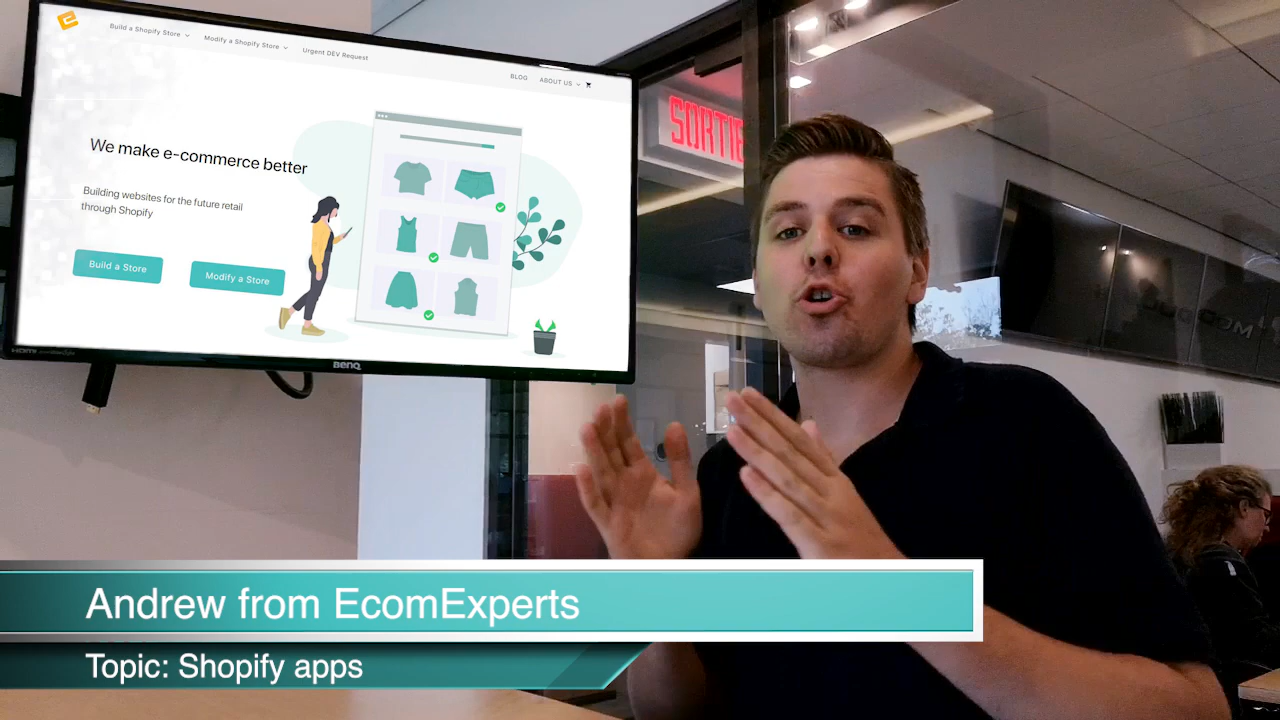 Build a Shopify Store
Modify a Shopify Store
Urgent DEV Request
BLOG
ABOUT US
We make e-commerce better
Building websites for the future retail
through Shopify
Build a Store
Modify a Store
HDMI
BenQ
SORTIE
Andrew from EcomExperts
Topic: Shopify apps